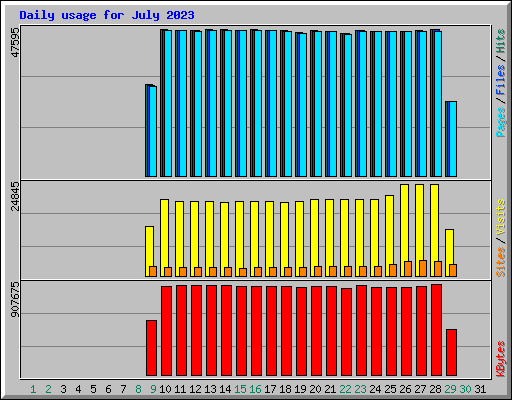 Daily usage for July 2023
47595
Pages/Files/Hits
24845
Sites/Visits
907675
KBytes
1 2 3 4 5 6 7 8 9 10 11 12 13 14 15 16 17 18 19 20 21 22 23 24 25 26 27 28 29 30 31